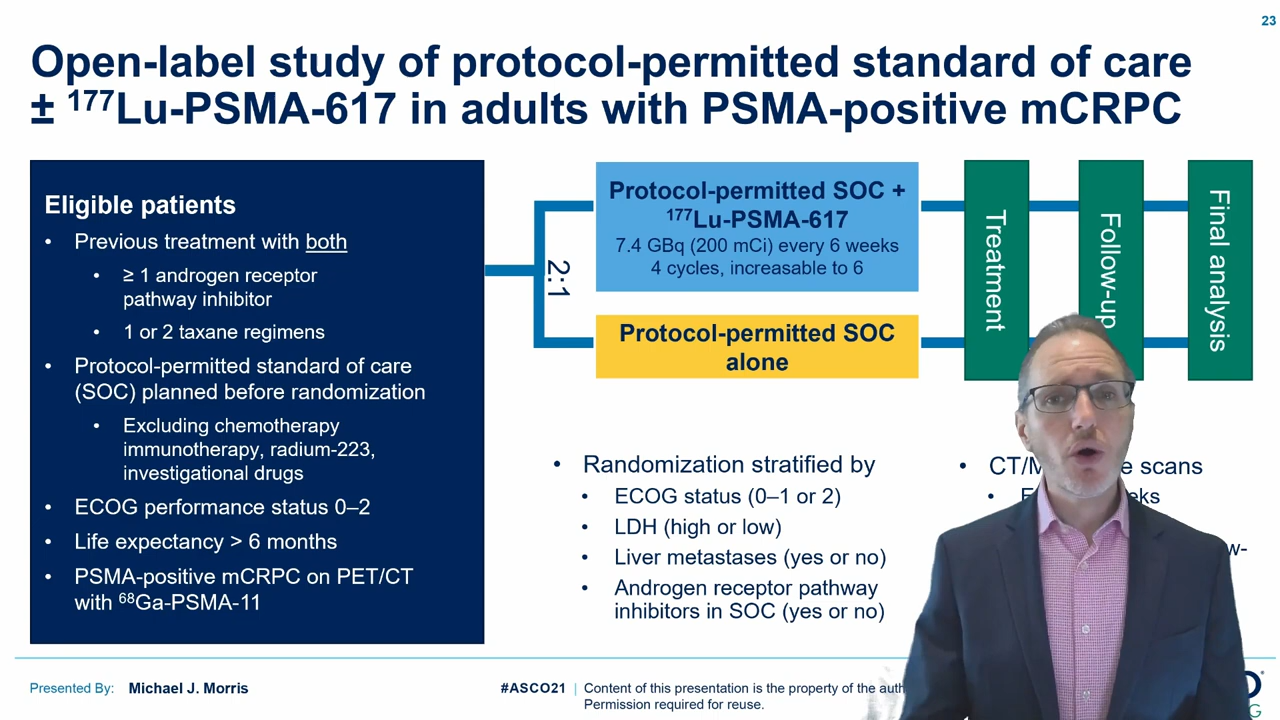 23
Open-label study of protocol-permitted standard of care
± ¹⁷⁷Lu-PSMA-617 in adults with PSMA-positive mCRPC
Eligible patients
• Previous treatment with both
• ≥ 1 androgen receptor
pathway inhibitor
• 1 or 2 taxane regimens
• Protocol-permitted standard of care
(SOC) planned before randomization
• Excluding chemotherapy
immunotherapy, radium-223,
investigational drugs
• ECOG performance status 0–2
• Life expectancy > 6 months
• PSMA-positive mCRPC on PET/CT
with ⁶⁸Ga-PSMA-11
2:1
Protocol-permitted SOC +
¹⁷⁷Lu-PSMA-617
7.4 GBq (200 mCi) every 6 weeks
4 cycles, increasable to 6
Protocol-permitted SOC
alone
Treatment
Follow-up
Final analysis
• Randomization stratified by
• ECOG status (0–1 or 2)
• LDH (high or low)
• Liver metastases (yes or no)
• Androgen receptor pathway
inhibitors in SOC (yes or no)
• scans
Presented By: Michael J. Morris
#ASCO21 | Content of this presentation is the property of the
Permission required for reuse.